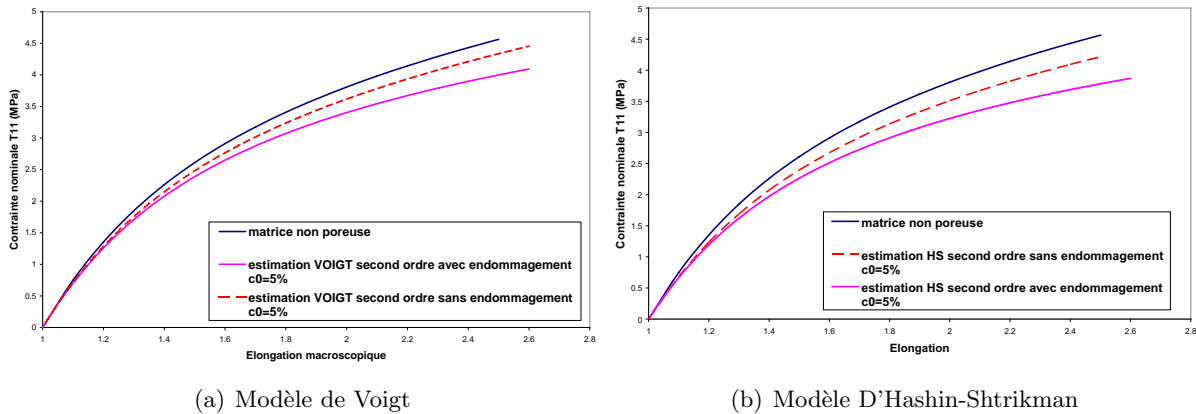 5
4.5
4
3.5
3
2.5
2
1.5
1
0.5
0
1
1.2
1.4
1.6
1.8
2
2.2
2.4
2.6
2.8
Contrainte nominale T11 (MPa)
Elongation macroscopique
matrice non poreuse
estimation VOIGT second ordre avec endommagement
c0=5%
estimation VOIGT second ordre sans endommagement
c0=5%
(a) Modèle de Voigt
5
4.5
4
3.5
3
2.5
2
1.5
1
0.5
0
1
1.2
1.4
1.6
1.8
2
2.2
2.4
2.6
2.8
Contrainte nominale T11 (MPa)
Elongation
matrice non poreuse
estimation HS second ordre sans endommagement
c0=5%
estimation HS second ordre avec endommagement
c0=5%
(b) Modèle D'Hashin-Shtrikman